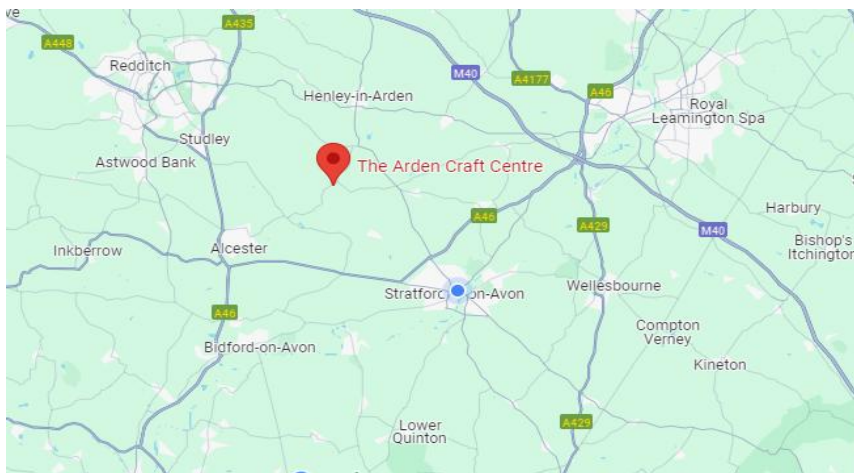 A435
A448
Redditch
M40
A4177
A46
Henley-in-Arden
Royal
Leamington Spa
Studley
Astwood Bank
The Arden Craft Centre
A46
A429
M40
Harbury
Bishop's
Itchington
Inkberrow
Alcester
Stratford
on-Avon
Wellesbourne
A46
Bidford-on-Avon
Compton
Verney
Kineton
Lower
Quinton
A429